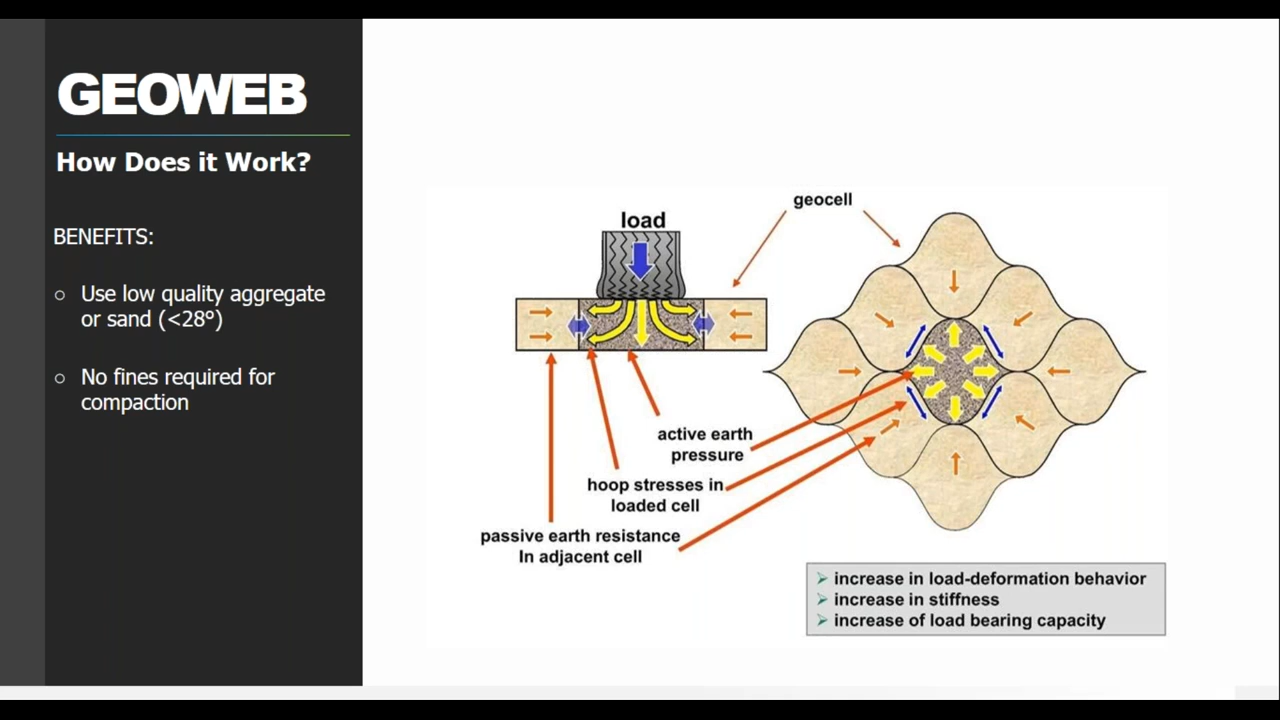 GEOWEB
How Does it Work?
BENEFITS:
○ Use low quality aggregate
or sand (<28°)
○ No fines required for
compaction
geocell
load
active earth
pressure
hoop stresses in
loaded cell
passive earth resistance
In adjacent cell
➢ increase in load-deformation behavior
➢ increase in stiffness
➢ increase of load bearing capacity